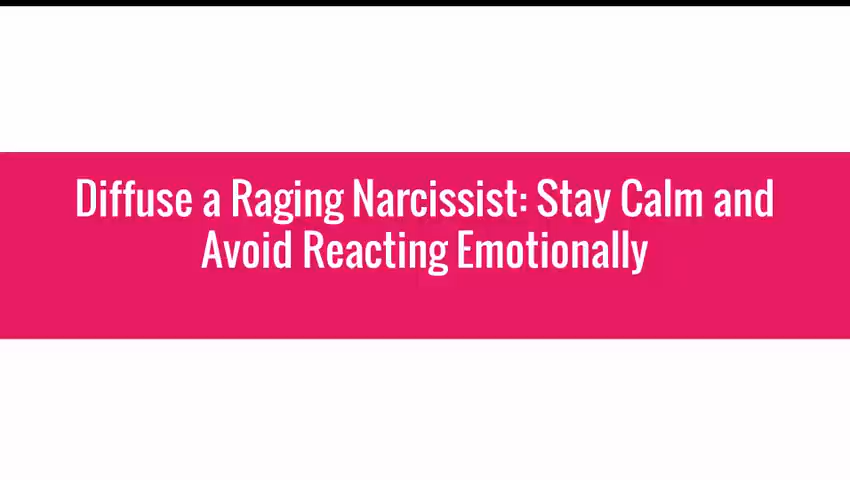 Diffuse a Raging Narcissist: Stay Calm and
Avoid Reacting Emotionally